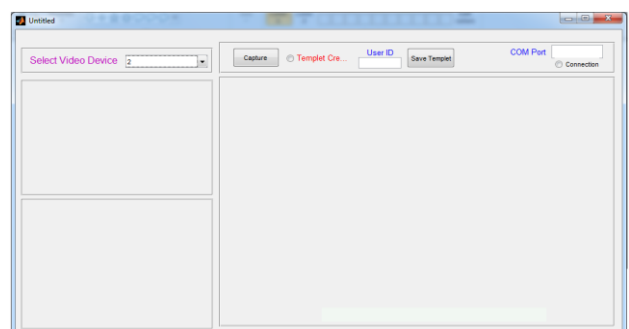 Untitled
Select Video Device 2
Capture Templet Cre... User ID Save Templet COM Port
Connection